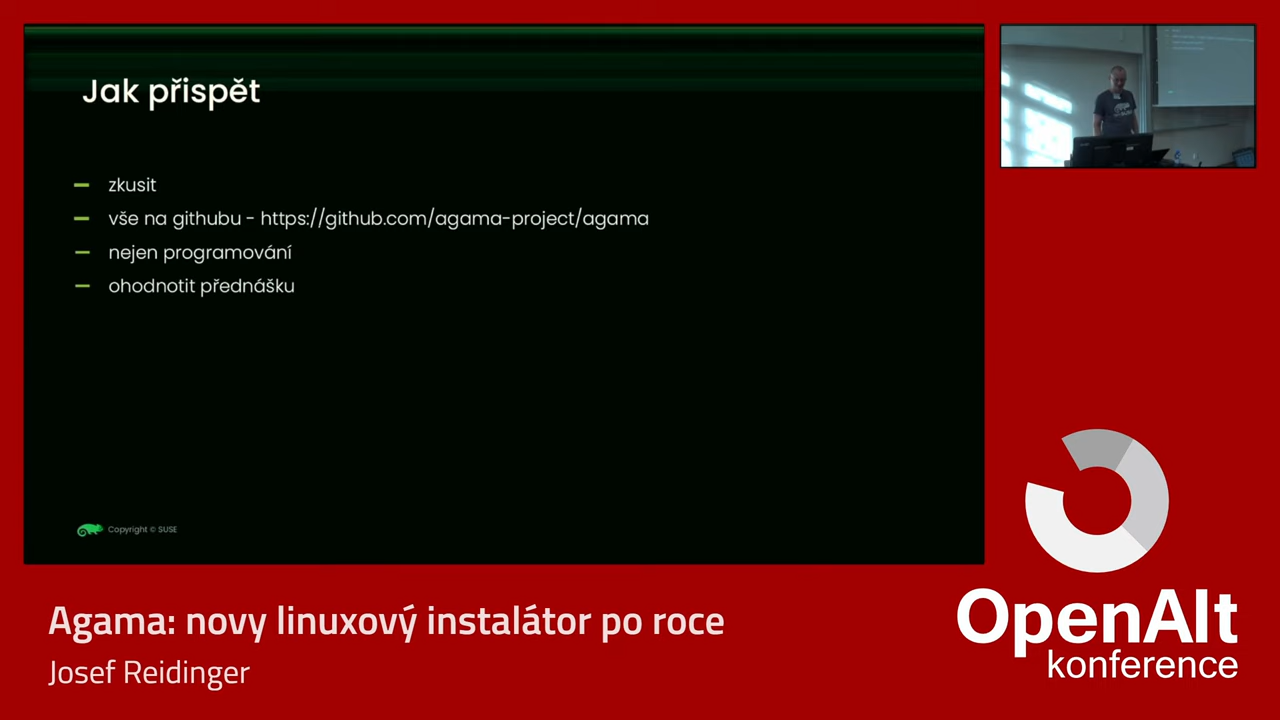 Jak přispět
zkusit
vše na githubu - https://github.com/agama-project/agama
nejen programování
ohodnotit přednášku
Copyright © SUSE
Agama: novy linuxový instalátor po roce
Josef Reidinger
OpenAlt
konference